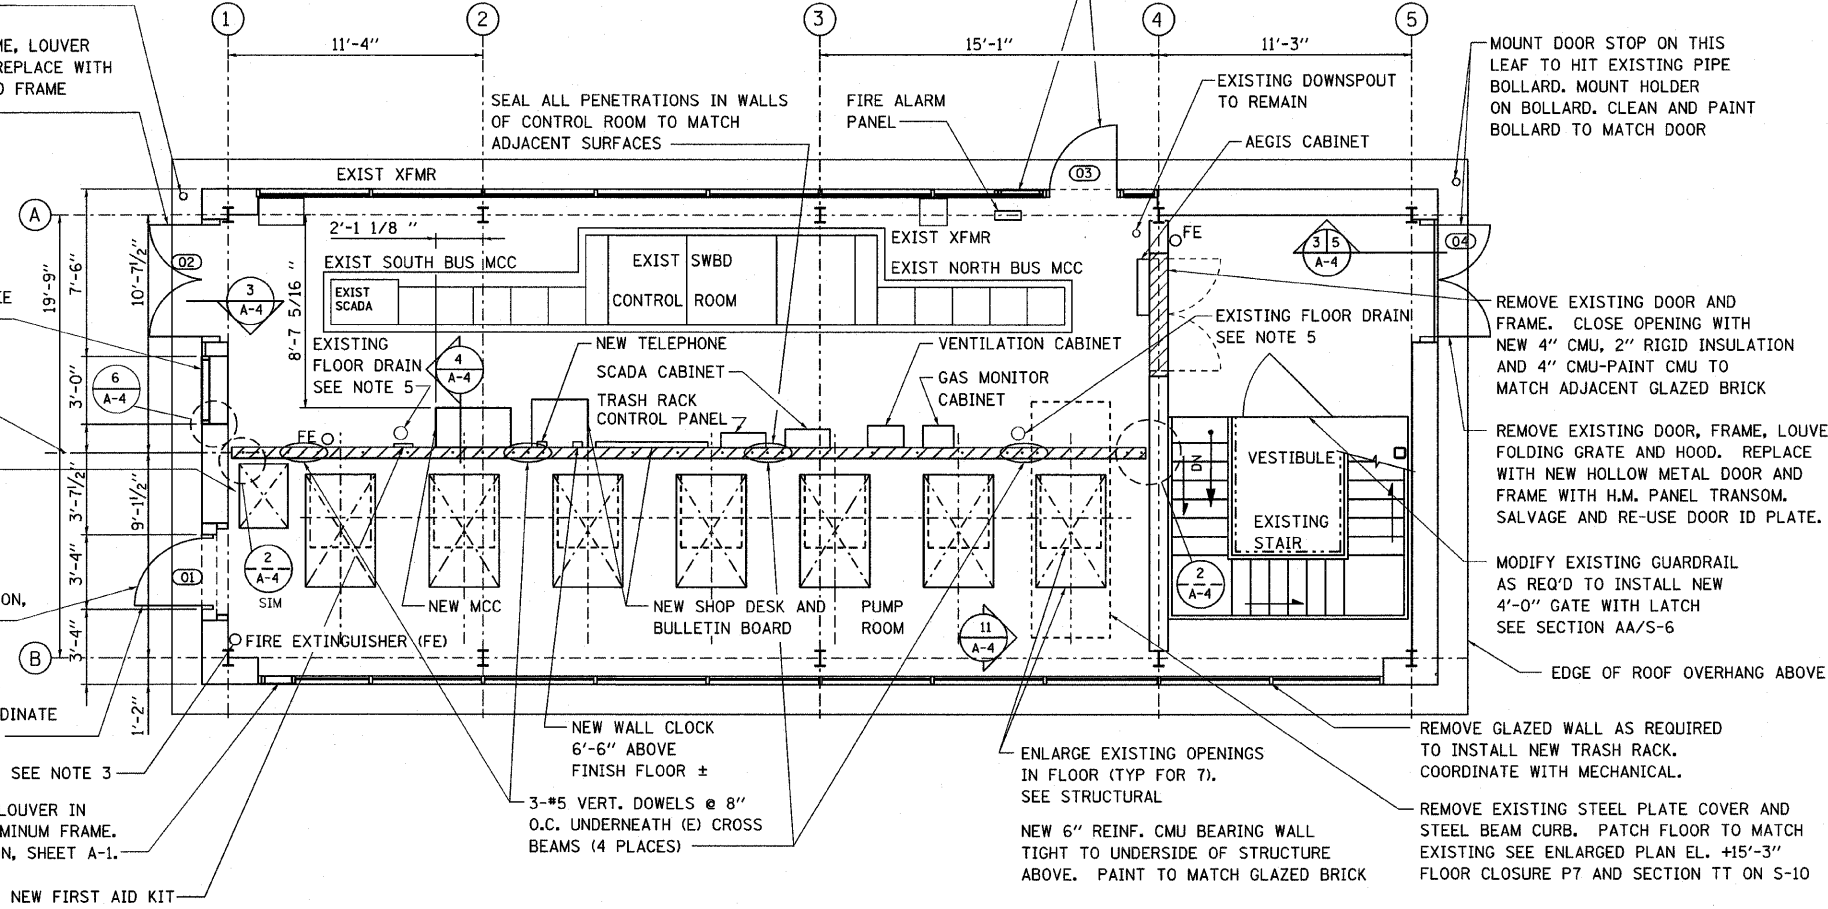 1
2
3
4
5
11'-4"
15'-1"
11'-3"
ME, LOUVER
REPLACE WITH
D FRAME
SEAL ALL PENETRATIONS IN WALLS
OF CONTROL ROOM TO MATCH
ADJACENT SURFACES
FIRE ALARM
PANEL
EXISTING DOWNSPOUT
TO REMAIN
AEGIS CABINET
MOUNT DOOR STOP ON THIS
LEAF TO HIT EXISTING PIPE
BOLLARD. MOUNT HOLDER
ON BOLLARD. CLEAN AND PAINT
BOLLARD TO MATCH DOOR
EXIST XFMR
03
A
2'-1 1/8 "
EXIST XFMR
FE
3 5
A-4
04
02
EXIST SOUTH BUS MCC
EXIST SWBD
CONTROL ROOM
EXIST NORTH BUS MCC
EXIST
SCADA
3
A-4
19'-9"
7'-6"
10'-7 1/2"
8'-7 5/16 "
EXISTING
FLOOR DRAIN
SEE NOTE 5
4
A-4
NEW TELEPHONE
SCADA CABINET
TRASH RACK
CONTROL PANEL
VENTILATION CABINET
GAS MONITOR
CABINET
EXISTING FLOOR DRAIN
SEE NOTE 5
REMOVE EXISTING DOOR AND
FRAME. CLOSE OPENING WITH
NEW 4" CMU, 2" RIGID INSULATION
AND 4" CMU-PAINT CMU TO
MATCH ADJACENT GLAZED BRICK
6
A-4
3'-0"
FE
DN
VESTIBULE
EXISTING
STAIR
REMOVE EXISTING DOOR, FRAME, LOUVE
FOLDING GRATE AND HOOD. REPLACE
WITH NEW HOLLOW METAL DOOR AND
FRAME WITH H.M. PANEL TRANSOM.
SALVAGE AND RE-USE DOOR ID PLATE.
3'-7 1/2"
9'-1 1/2"
3'-4"
01
2
A-4
SIM
2
A-4
MODIFY EXISTING GUARDRAIL
AS REQ'D TO INSTALL NEW
4'-0" GATE WITH LATCH
SEE SECTION AA/S-6
ON,
NEW MCC
NEW SHOP DESK AND
BULLETIN BOARD
PUMP
ROOM
11
A-4
FIRE EXTINGUISHER (FE)
B
3'-4"
EDGE OF ROOF OVERHANG ABOVE
DINATE
1'-2"
SEE NOTE 3
NEW WALL CLOCK
6'-6" ABOVE
FINISH FLOOR ±
ENLARGE EXISTING OPENINGS
IN FLOOR (TYP FOR 7).
SEE STRUCTURAL
REMOVE GLAZED WALL AS REQUIRED
TO INSTALL NEW TRASH RACK.
COORDINATE WITH MECHANICAL.
LOUVER IN
MINUM FRAME.
N, SHEET A-1.
3-#5 VERT. DOWELS @ 8"
O.C. UNDERNEATH (E) CROSS
BEAMS (4 PLACES)
NEW 6" REINF. CMU BEARING WALL
TIGHT TO UNDERSIDE OF STRUCTURE
ABOVE. PAINT TO MATCH GLAZED BRICK
REMOVE EXISTING STEEL PLATE COVER AND
STEEL BEAM CURB. PATCH FLOOR TO MATCH
EXISTING SEE ENLARGED PLAN EL. +15'-3"
FLOOR CLOSURE P7 AND SECTION TT ON S-10
NEW FIRST AID KIT